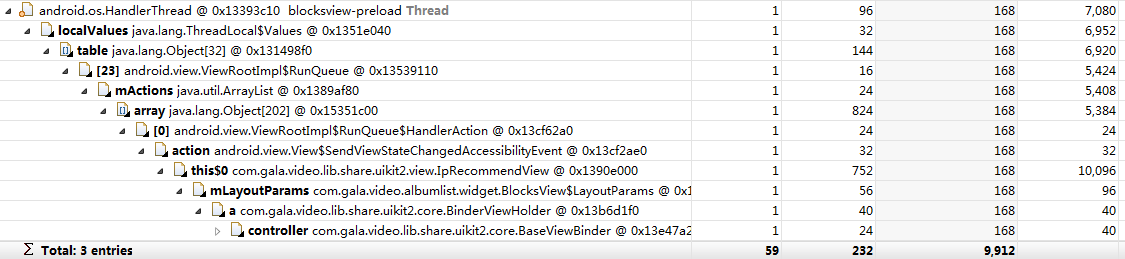 android.os.HandlerThread @ 0x13393c10 blocksview-preload Thread 1 96 168 7,080
localValues java.lang.ThreadLocal$Values @ 0x1351e040 1 32 168 6,952
table java.lang.Object[32] @ 0x131498f0 1 144 168 6,920
[23] android.view.ViewRootImpl$RunQueue @ 0x13539110 1 16 168 5,424
mActions java.util.ArrayList @ 0x1389af80 1 24 168 5,408
array java.lang.Object[202] @ 0x15351c00 1 824 168 5,384
[0] android.view.ViewRootImpl$RunQueue$HandlerAction @ 0x13cf62a0 1 24 168 24
action android.view.View$SendViewStateChangedAccessibilityEvent @ 0x13cf2ae0 1 32 168 32
this$0 com.gala.video.lib.share.uikit2.view.IpRecommendView @ 0x1390e000 1 752 168 10,096
mLayoutParams com.gala.video.albumlist.widget.BlocksView$LayoutParams @ 0x1 1 56 168 96
a com.gala.video.lib.share.uikit2.core.BinderViewHolder @ 0x13b6d1f0 1 40 168 40
controller com.gala.video.lib.share.uikit2.core.BaseViewBinder @ 0x13e47a2 1 24 168 40
Σ Total: 3 entries 59 232 9,912